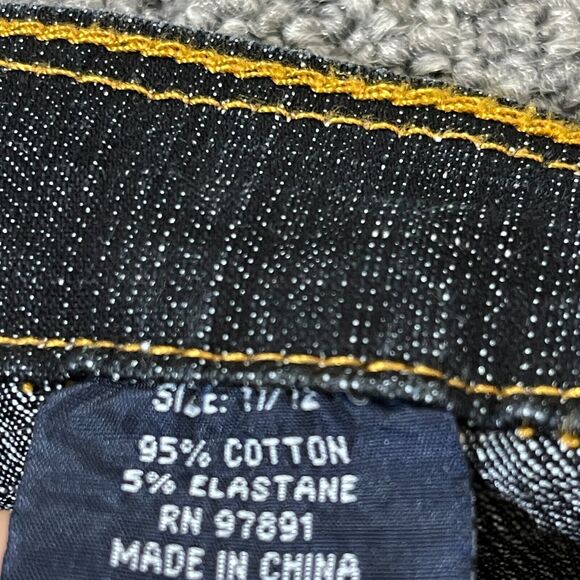 SIZE: 11/12
95% COTTON
5% ELASTANE
RN 97891
MADE IN CHINA